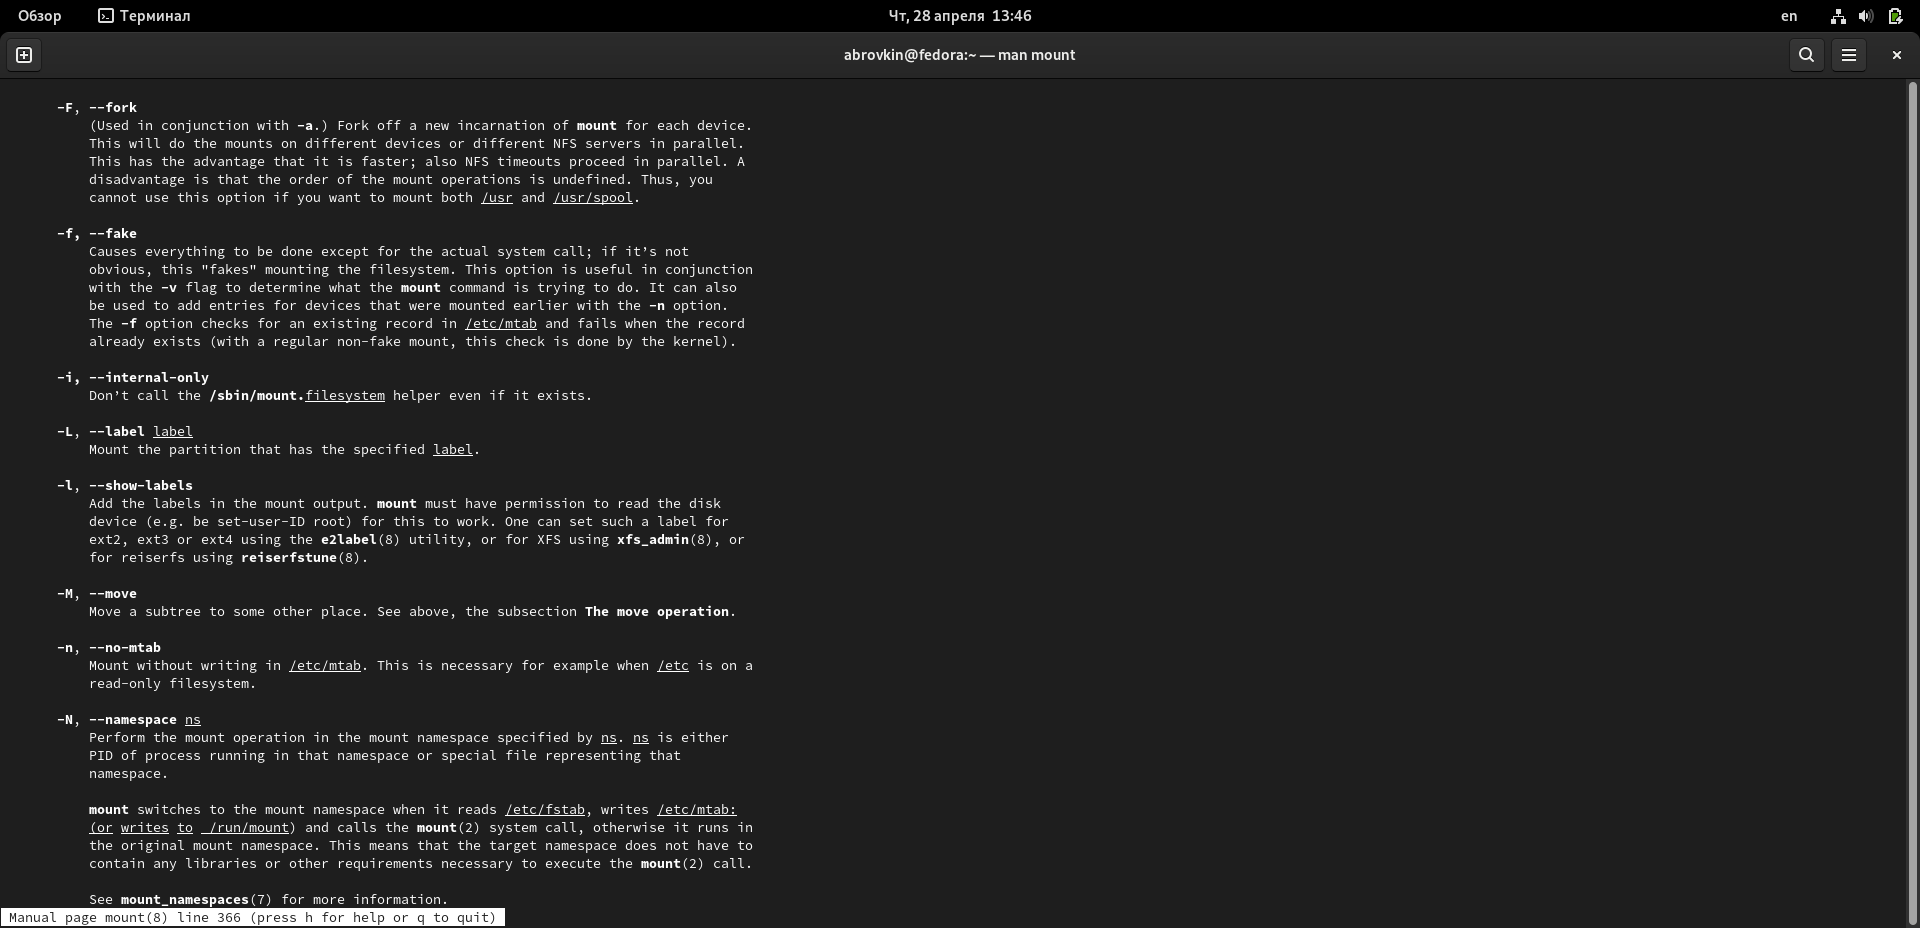 Обзор Терминал Чт, 28 апреля 13:46 en
abrovkin@fedora:~ — man mount
-F, --fork
(Used in conjunction with -a.) Fork off a new incarnation of mount for each device.
This will do the mounts on different devices or different NFS servers in parallel.
This has the advantage that it is faster; also NFS timeouts proceed in parallel. A
disadvantage is that the order of the mount operations is undefined. Thus, you
cannot use this option if you want to mount both /usr and /usr/spool.
-f, --fake
Causes everything to be done except for the actual system call; if it’s not
obvious, this "fakes" mounting the filesystem. This option is useful in conjunction
with the -v flag to determine what the mount command is trying to do. It can also
be used to add entries for devices that were mounted earlier with the -n option.
The -f option checks for an existing record in /etc/mtab and fails when the record
already exists (with a regular non-fake mount, this check is done by the kernel).
-i, --internal-only
Don’t call the /sbin/mount.filesystem helper even if it exists.
-L, --label label
Mount the partition that has the specified label.
-l, --show-labels
Add the labels in the mount output. mount must have permission to read the disk
device (e.g. be set-user-ID root) for this to work. One can set such a label for
ext2, ext3 or ext4 using the e2label(8) utility, or for XFS using xfs_admin(8), or
for reiserfs using reiserfstune(8).
-M, --move
Move a subtree to some other place. See above, the subsection The move operation.
-n, --no-mtab
Mount without writing in /etc/mtab. This is necessary for example when /etc is on a
read-only filesystem.
-N, --namespace ns
Perform the mount operation in the mount namespace specified by ns. ns is either
PID of process running in that namespace or special file representing that
namespace.
mount switches to the mount namespace when it reads /etc/fstab, writes /etc/mtab:
(or writes to _/run/mount) and calls the mount(2) system call, otherwise it runs in
the original mount namespace. This means that the target namespace does not have to
contain any libraries or other requirements necessary to execute the mount(2) call.
See mount_namespaces(7) for more information.
Manual page mount(8) line 366 (press h for help or q to quit)